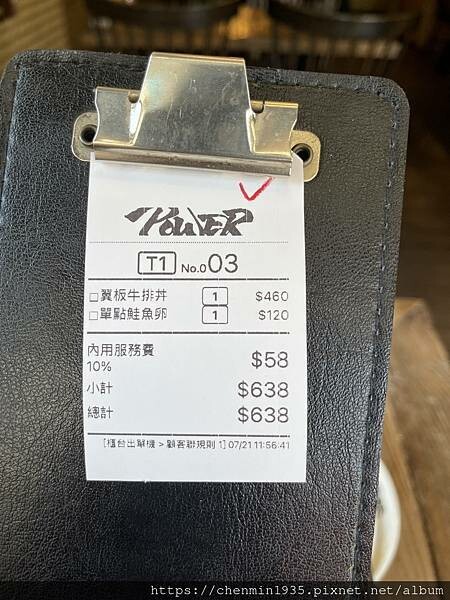 POWER
T1 No.003
□翼板牛排丼 1 $460
□單點鮭魚卵 1 $120
內用服務費
10% $58
小計 $638
總計 $638
[櫃台出單機 > 顧客聯規則 1] 07/21 11:56:41
https://chenmin1935.pixnet.net/album